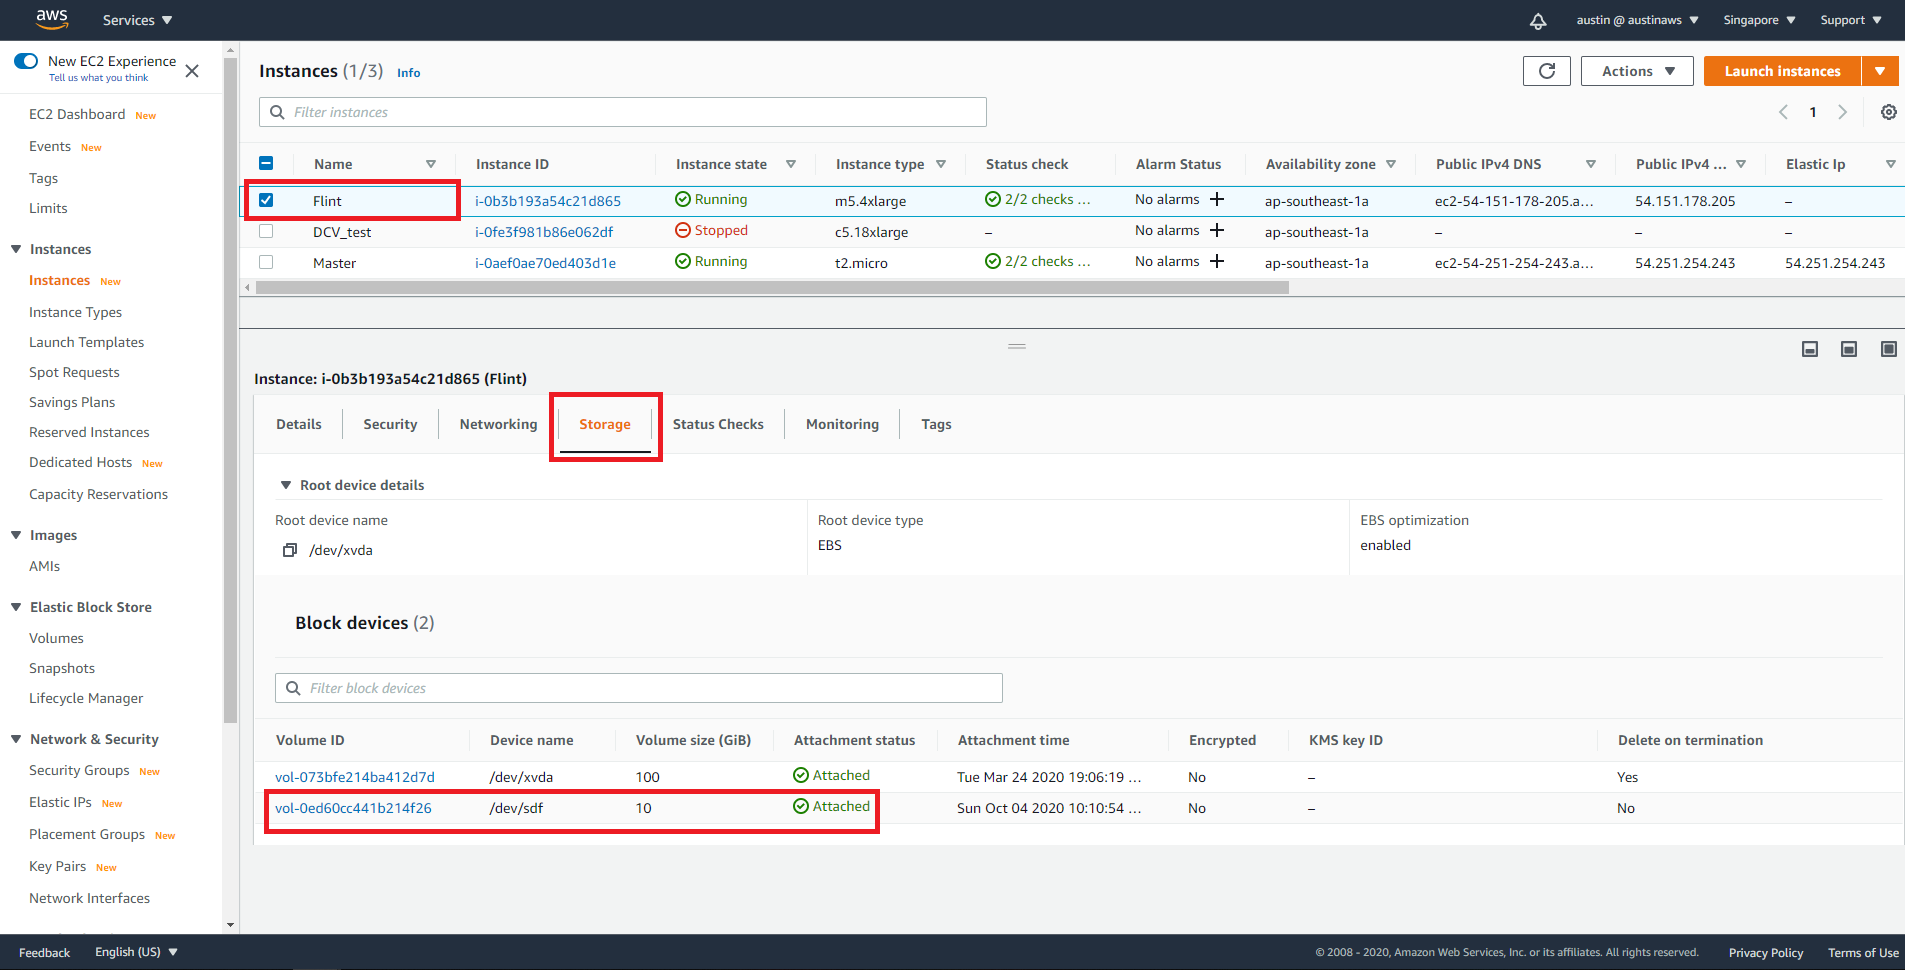 aws Services austin @ austinaws Singapore Support
New EC2 Experience
Tell us what you think
EC2 Dashboard New
Events New
Tags
Limits
Instances
Instances New
Instance Types
Launch Templates
Spot Requests
Savings Plans
Reserved Instances
Dedicated Hosts New
Capacity Reservations
Images
AMIs
Elastic Block Store
Volumes
Snapshots
Lifecycle Manager
Network & Security
Security Groups New
Elastic IPs New
Placement Groups New
Key Pairs New
Network Interfaces
Instances (1/3) Info
Actions Launch instances
Filter instances
1
Name Instance ID Instance state Instance type Status check Alarm Status Availability zone Public IPv4 DNS Public IPv4 ... Elastic Ip
Flint i-0b3b193a54c21d865 Running m5.4xlarge 2/2 checks ... No alarms + ap-southeast-1a ec2-54-151-178-205.a... 54.151.178.205 –
DCV_test i-0fe3f981b86e062df Stopped c5.18xlarge – No alarms + ap-southeast-1a – – –
Master i-0aef0ae70ed403d1e Running t2.micro 2/2 checks ... No alarms + ap-southeast-1a ec2-54-251-254-243.a... 54.251.254.243 54.251.254.243
Instance: i-0b3b193a54c21d865 (Flint)
Details Security Networking Storage Status Checks Monitoring Tags
Root device details
Root device name Root device type EBS optimization
/dev/xvda EBS enabled
Block devices (2)
Filter block devices
Volume ID Device name Volume size (GiB) Attachment status Attachment time Encrypted KMS key ID Delete on termination
vol-073bfe214ba412d7d /dev/xvda 100 Attached Tue Mar 24 2020 19:06:19 ... No – Yes
vol-0ed60cc441b214f26 /dev/sdf 10 Attached Sun Oct 04 2020 10:10:54 ... No – No
Feedback English (US) © 2008 - 2020, Amazon Web Services, Inc. or its affiliates. All rights reserved. Privacy Policy Terms of Use